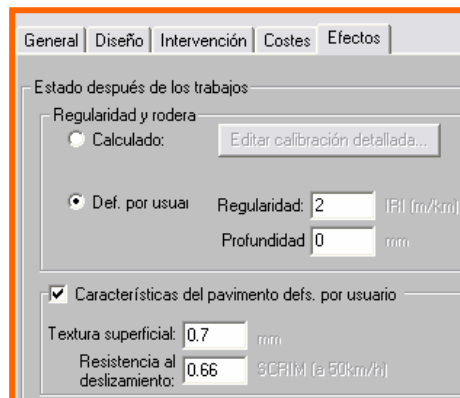 General Diseño Intervención Costes Efectos
Estado después de los trabajos
Regularidad y rodera
Calculado: Editar calibración detallada...
Def. por usuar Regularidad: 2 IRI (m/km)
Profundidad 0 mm
Características del pavimento defs. por usuario
Textura superficial: 0.7 mm
Resistencia al
deslizamiento: 0.66 SCRIM (a 50km/h)